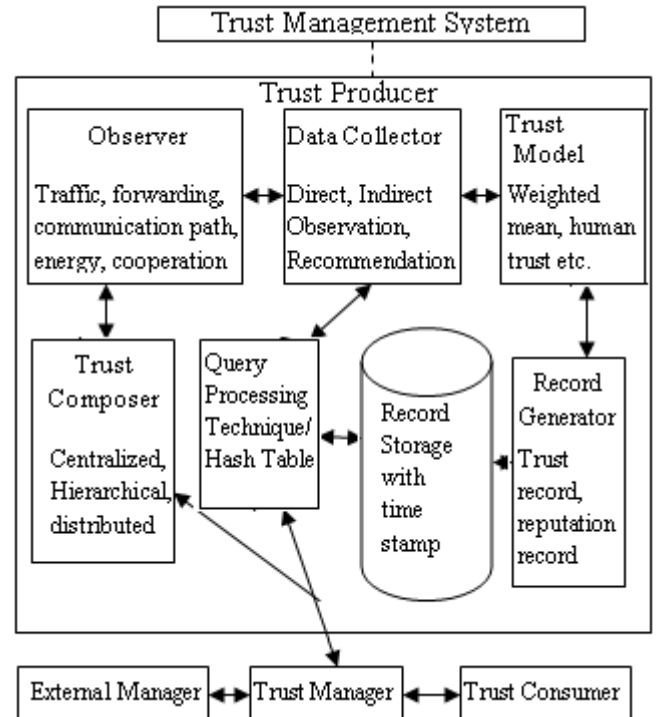 Trust Management System
Trust Producer
Observer
Traffic, forwarding,
communication path,
energy, cooperation
Data Collector
Direct, Indirect
Observation,
Recommendation
Trust
Model
Weighted
mean, human
trust etc.
Trust
Composer
Centralized,
Hierarchical,
distributed
Query
Processing
Technique/
Hash Table
Record
Storage
with
time
stamp
Record
Generator
Trust
record,
reputation
record
External Manager
Trust Manager
Trust Consumer